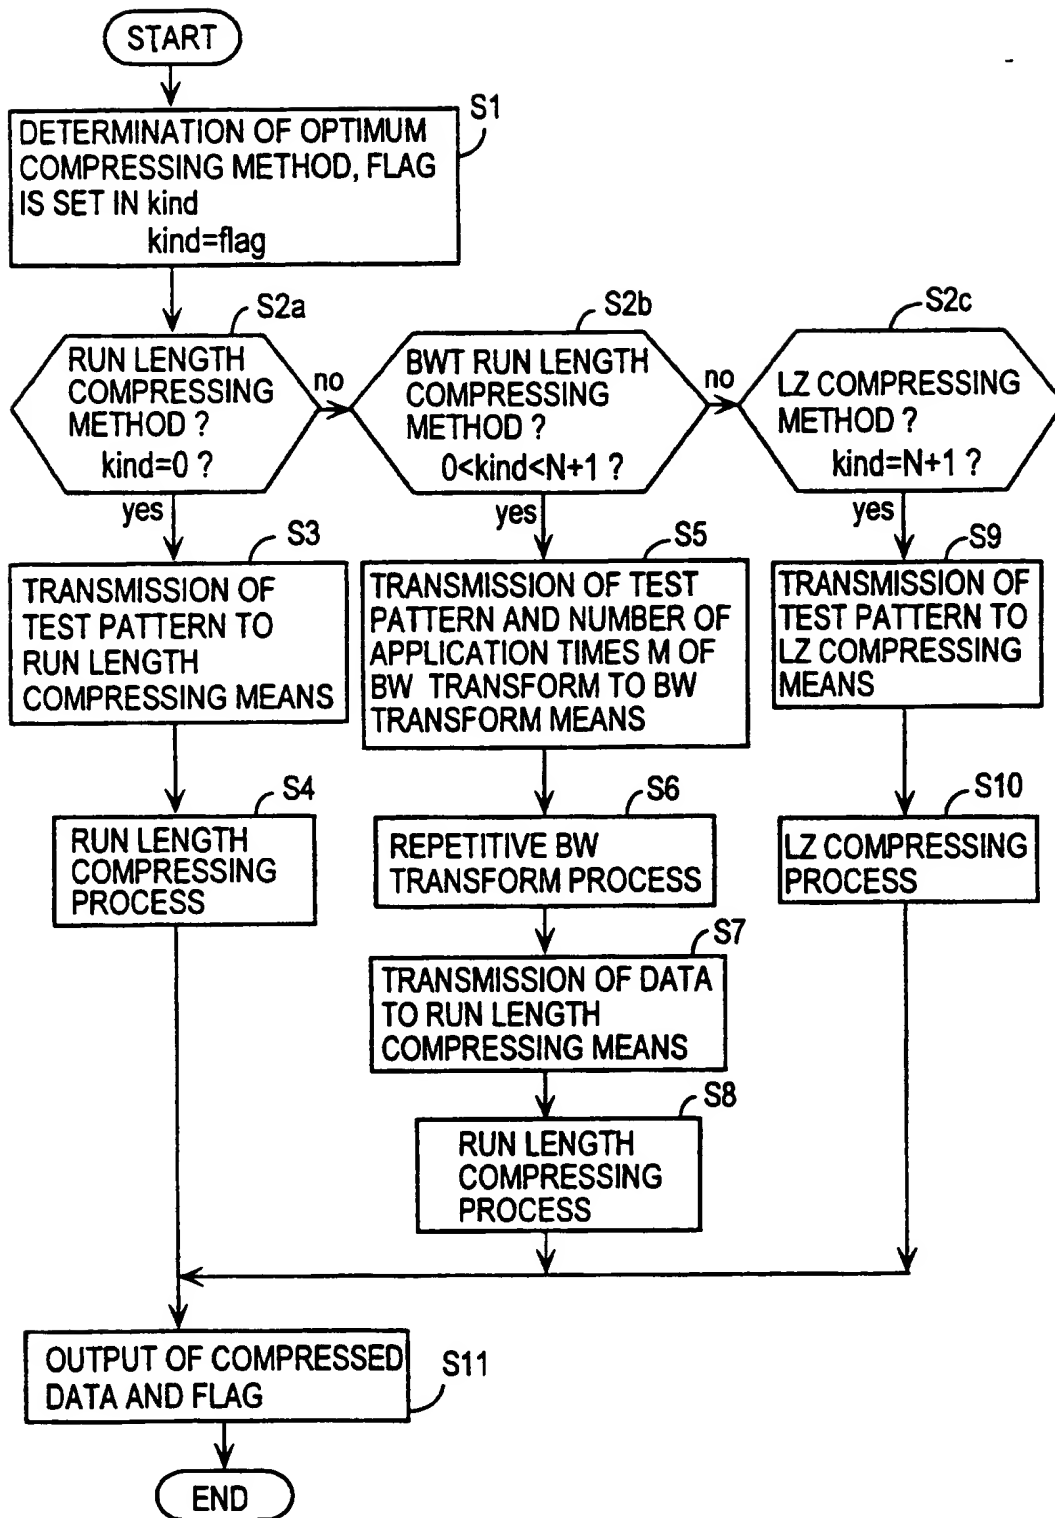 START
S1
DETERMINATION OF OPTIMUM
COMPRESSING METHOD, FLAG
IS SET IN kind
kind=flag
S2a
RUN LENGTH
COMPRESSING
METHOD ?
kind=0 ?
no
yes
S2b
BWT RUN LENGTH
COMPRESSING
METHOD ?
0<kind<N+1 ?
no
yes
S2c
LZ COMPRESSING
METHOD ?
kind=N+1 ?
yes
S3
TRANSMISSION OF
TEST PATTERN TO
RUN LENGTH
COMPRESSING MEANS
S5
TRANSMISSION OF TEST
PATTERN AND NUMBER OF
APPLICATION TIMES M OF
BW TRANSFORM TO BW
TRANSFORM MEANS
S9
TRANSMISSION OF
TEST PATTERN TO
LZ COMPRESSING
MEANS
S4
RUN LENGTH
COMPRESSING
PROCESS
S6
REPETITIVE BW
TRANSFORM PROCESS
S10
LZ COMPRESSING
PROCESS
S7
TRANSMISSION OF DATA
TO RUN LENGTH
COMPRESSING MEANS
S8
RUN LENGTH
COMPRESSING
PROCESS
OUTPUT OF COMPRESSED
DATA AND FLAG
S11
END